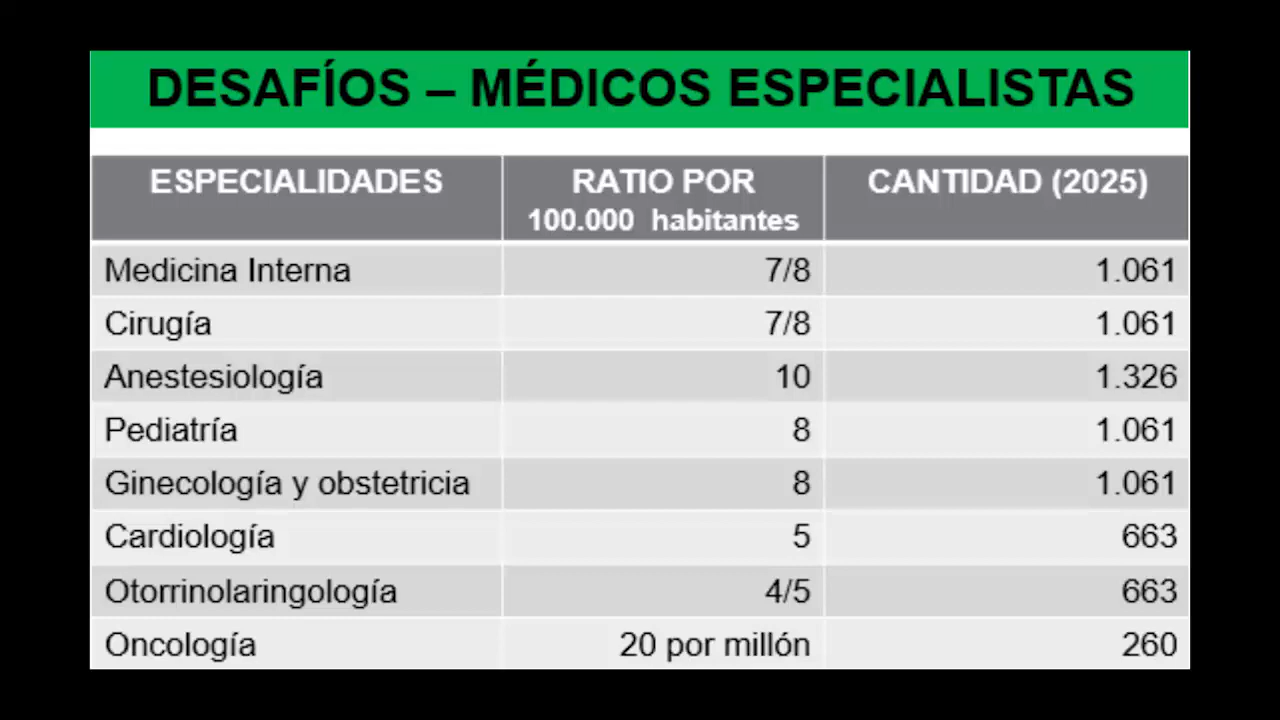 DESAFÍOS – MÉDICOS ESPECIALISTAS
ESPECIALIDADES RATIO POR 100.000 habitantes CANTIDAD (2025)
Medicina Interna 7/8 1.061
Cirugía 7/8 1.061
Anestesiología 10 1.326
Pediatría 8 1.061
Ginecología y obstetricia 8 1.061
Cardiología 5 663
Otorrinolaringología 4/5 663
Oncología 20 por millón 260